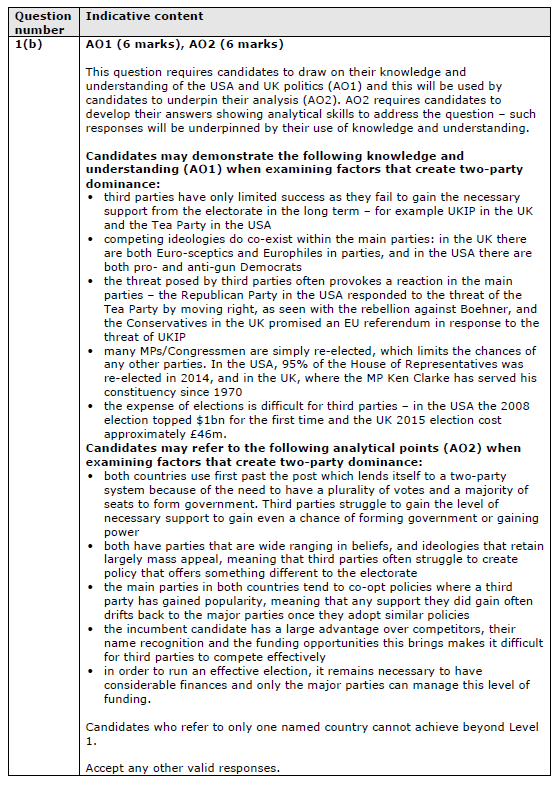 Question Indicative content
number
1(b) AO1 (6 marks), AO2 (6 marks)
This question requires candidates to draw on their knowledge and
understanding of the USA and UK politics (AO1) and this will be used by
candidates to underpin their analysis (AO2). AO2 requires candidates to
develop their answers showing analytical skills to address the question – such
responses will be underpinned by their use of knowledge and understanding.
Candidates may demonstrate the following knowledge and
understanding (AO1) when examining factors that create two-party
dominance:
• third parties have only limited success as they fail to gain the necessary
support from the electorate in the long term – for example UKIP in the UK
and the Tea Party in the USA
• competing ideologies do co-exist within the main parties: in the UK there
are both Euro-sceptics and Europhiles in parties, and in the USA there are
both pro- and anti-gun Democrats
• the threat posed by third parties often provokes a reaction in the main
parties – the Republican Party in the USA responded to the threat of the
Tea Party by moving right, as seen with the rebellion against Boehner, and
the Conservatives in the UK promised an EU referendum in response to the
threat of UKIP
• many MPs/Congressmen are simply re-elected, which limits the chances of
any other parties. In the USA, 95% of the House of Representatives was
re-elected in 2014, and in the UK, where the MP Ken Clarke has served his
constituency since 1970
• the expense of elections is difficult for third parties – in the USA the 2008
election topped $1bn for the first time and the UK 2015 election cost
approximately £46m.
Candidates may refer to the following analytical points (AO2) when
examining factors that create two-party dominance:
• both countries use first past the post which lends itself to a two-party
system because of the need to have a plurality of votes and a majority of
seats to form government. Third parties struggle to gain the level of
necessary support to gain even a chance of forming government or gaining
power
• both have parties that are wide ranging in beliefs, and ideologies that retain
largely mass appeal, meaning that third parties often struggle to create
policy that offers something different to the electorate
• the main parties in both countries tend to co-opt policies where a third
party has gained popularity, meaning that any support they did gain often
drifts back to the major parties once they adopt similar policies
• the incumbent candidate has a large advantage over competitors, their
name recognition and the funding opportunities this brings makes it difficult
for third parties to compete effectively
• in order to run an effective election, it remains necessary to have
considerable finances and only the major parties can manage this level of
funding.
Candidates who refer to only one named country cannot achieve beyond Level
1.
Accept any other valid responses.